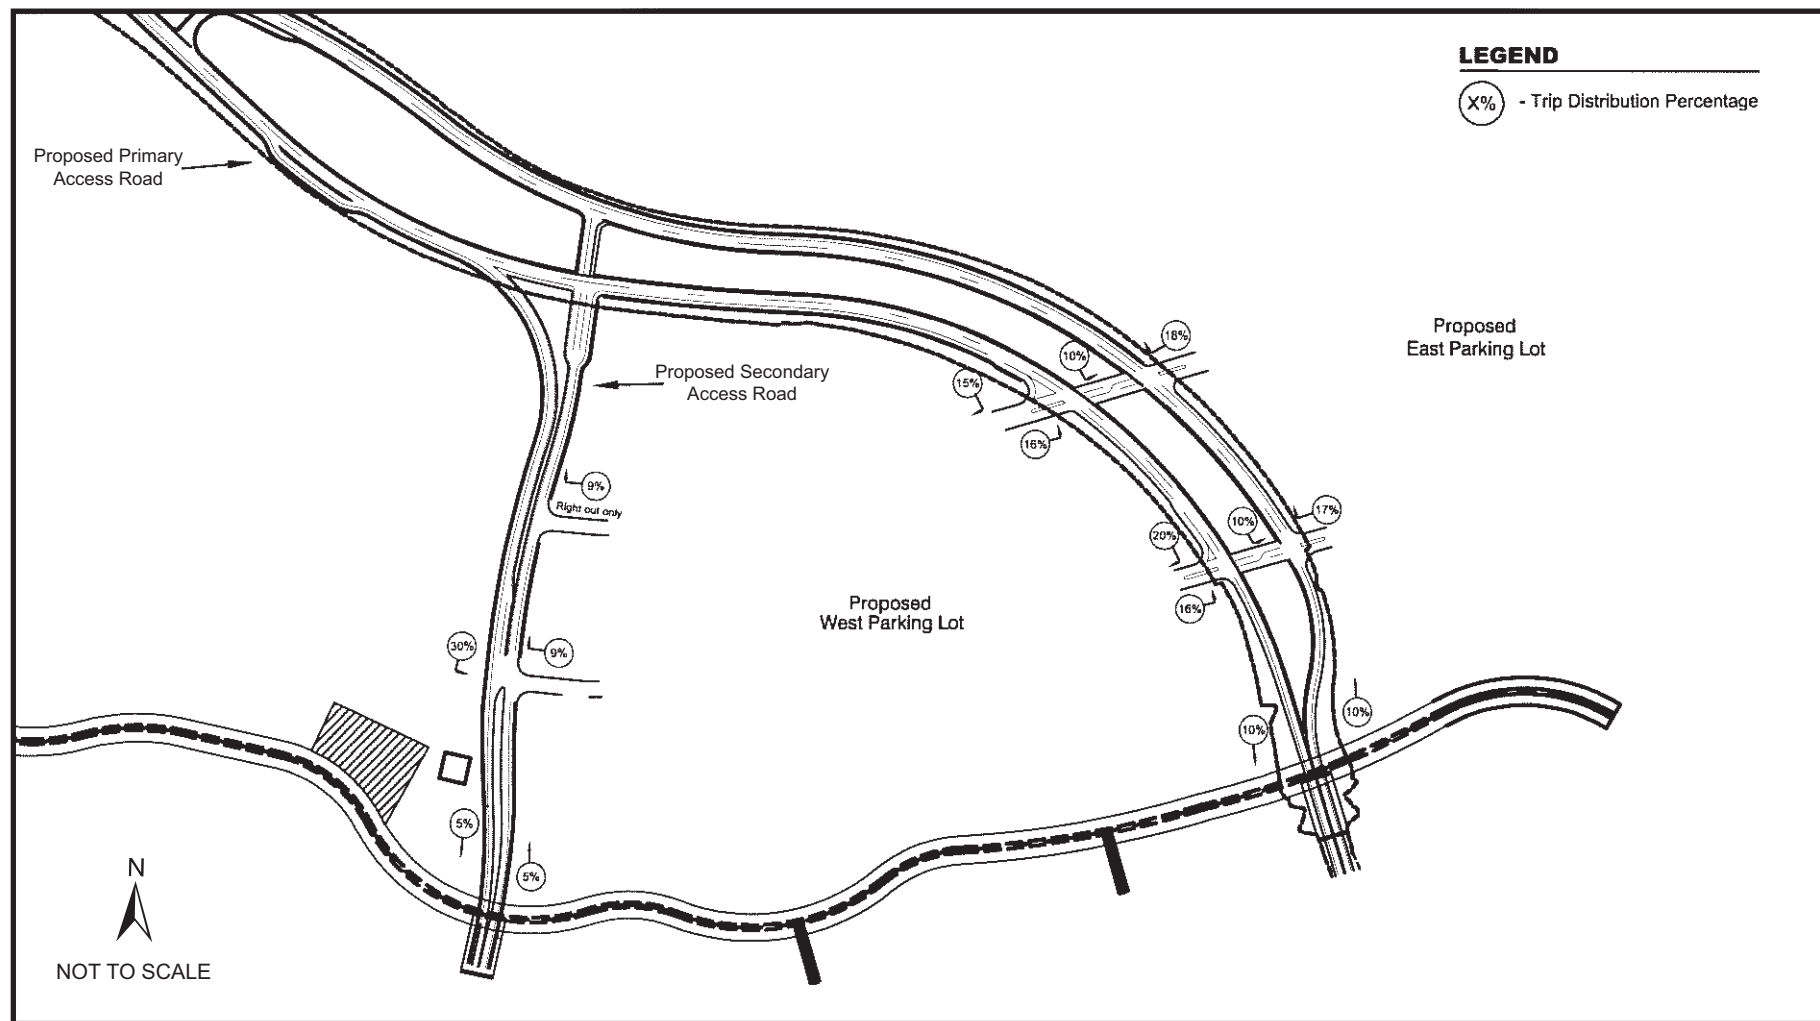 LEGEND
X% - Trip Distribution Percentage
Proposed Primary
Access Road
Proposed
East Parking Lot
18%
10%
Proposed Secondary
Access Road
15%
16%
9%
Right out only
17%
10%
20%
Proposed
West Parking Lot
16%
30%
9%
10%
10%
5%
5%
N
NOT TO SCALE